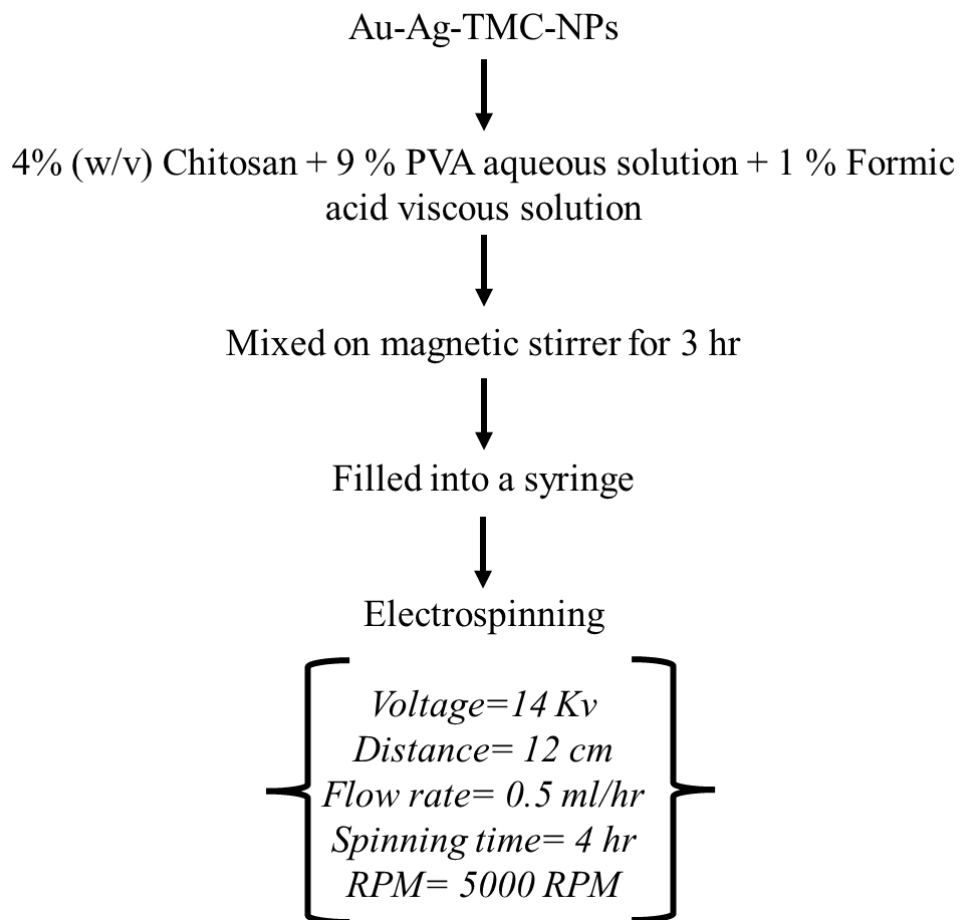 Au-Ag-TMC-NPs
4% (w/v) Chitosan + 9 % PVA aqueous solution + 1 % Formic
acid viscous solution
Mixed on magnetic stirrer for 3 hr
Filled into a syringe
Electrospinning
Voltage=14 Kv
Distance= 12 cm
Flow rate= 0.5 ml/hr
Spinning time= 4 hr
RPM= 5000 RPM